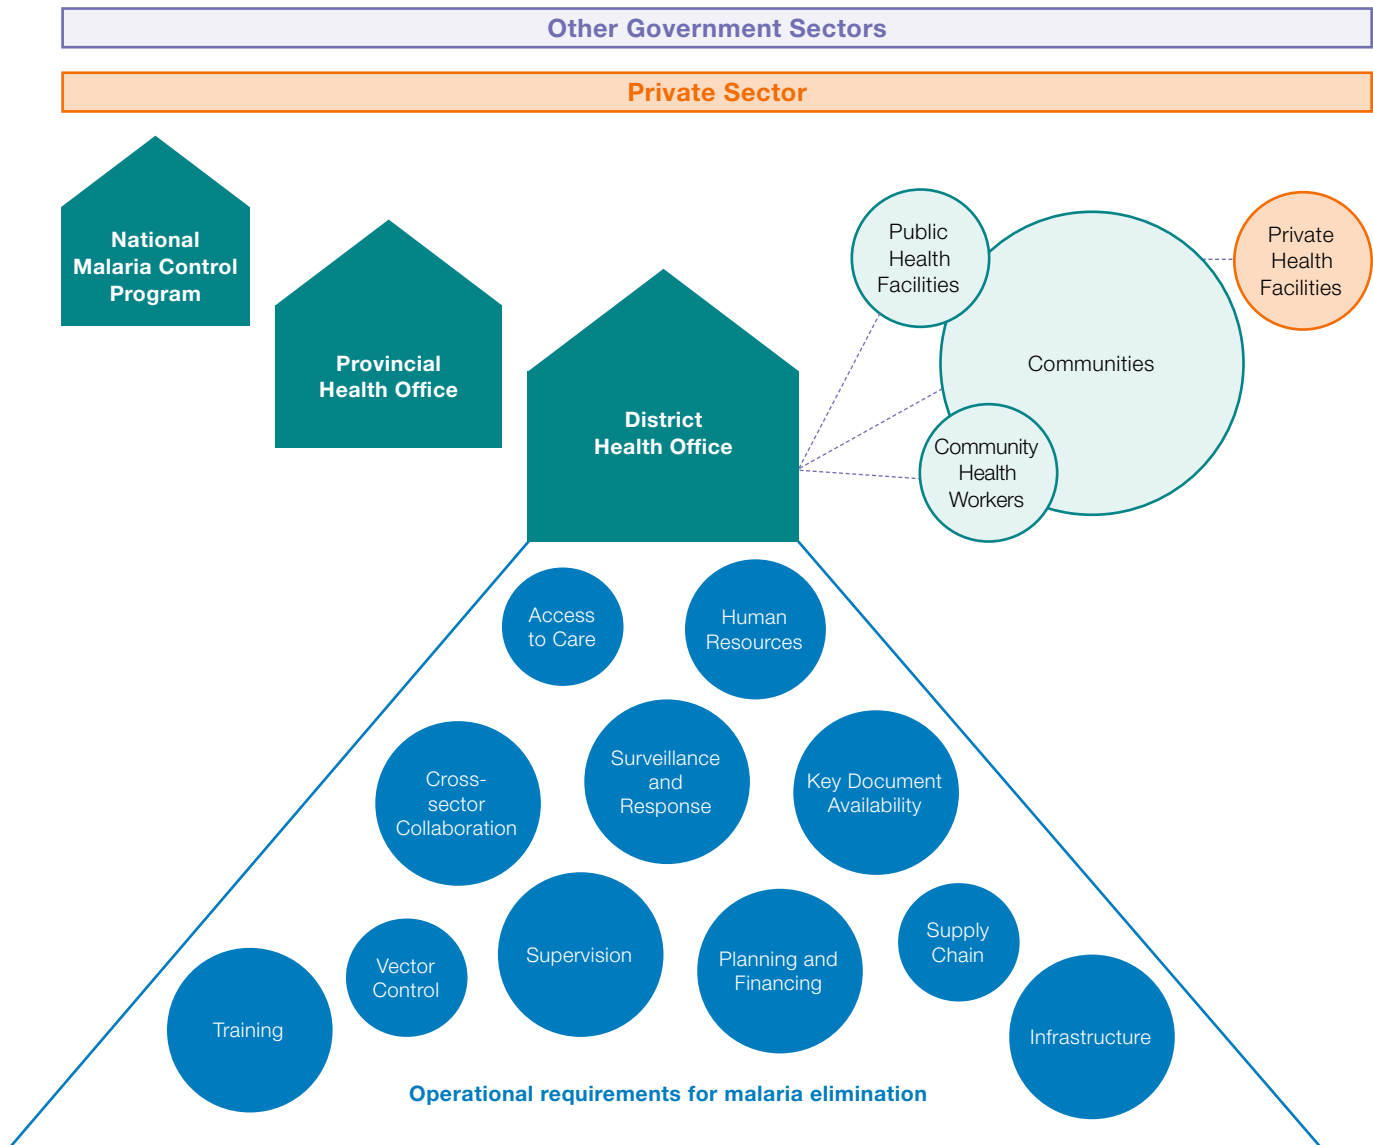 Other Government Sectors
Private Sector
National
Malaria Control
Program
Provincial
Health Office
District
Health Office
Public
Health
Facilities
Communities
Community
Health
Workers
Private
Health
Facilities
Access
to Care
Human
Resources
Cross-
sector
Collaboration
Surveillance
and
Response
Key Document
Availability
Training
Vector
Control
Supervision
Planning and
Financing
Supply
Chain
Infrastructure
Operational requirements for malaria elimination